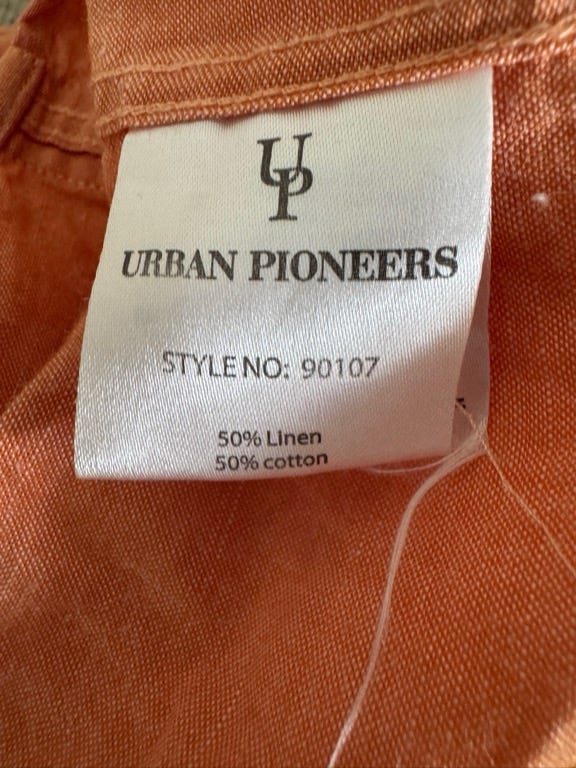 UP
URBAN PIONEERS
STYLE NO: 90107
50% Linen
50% cotton